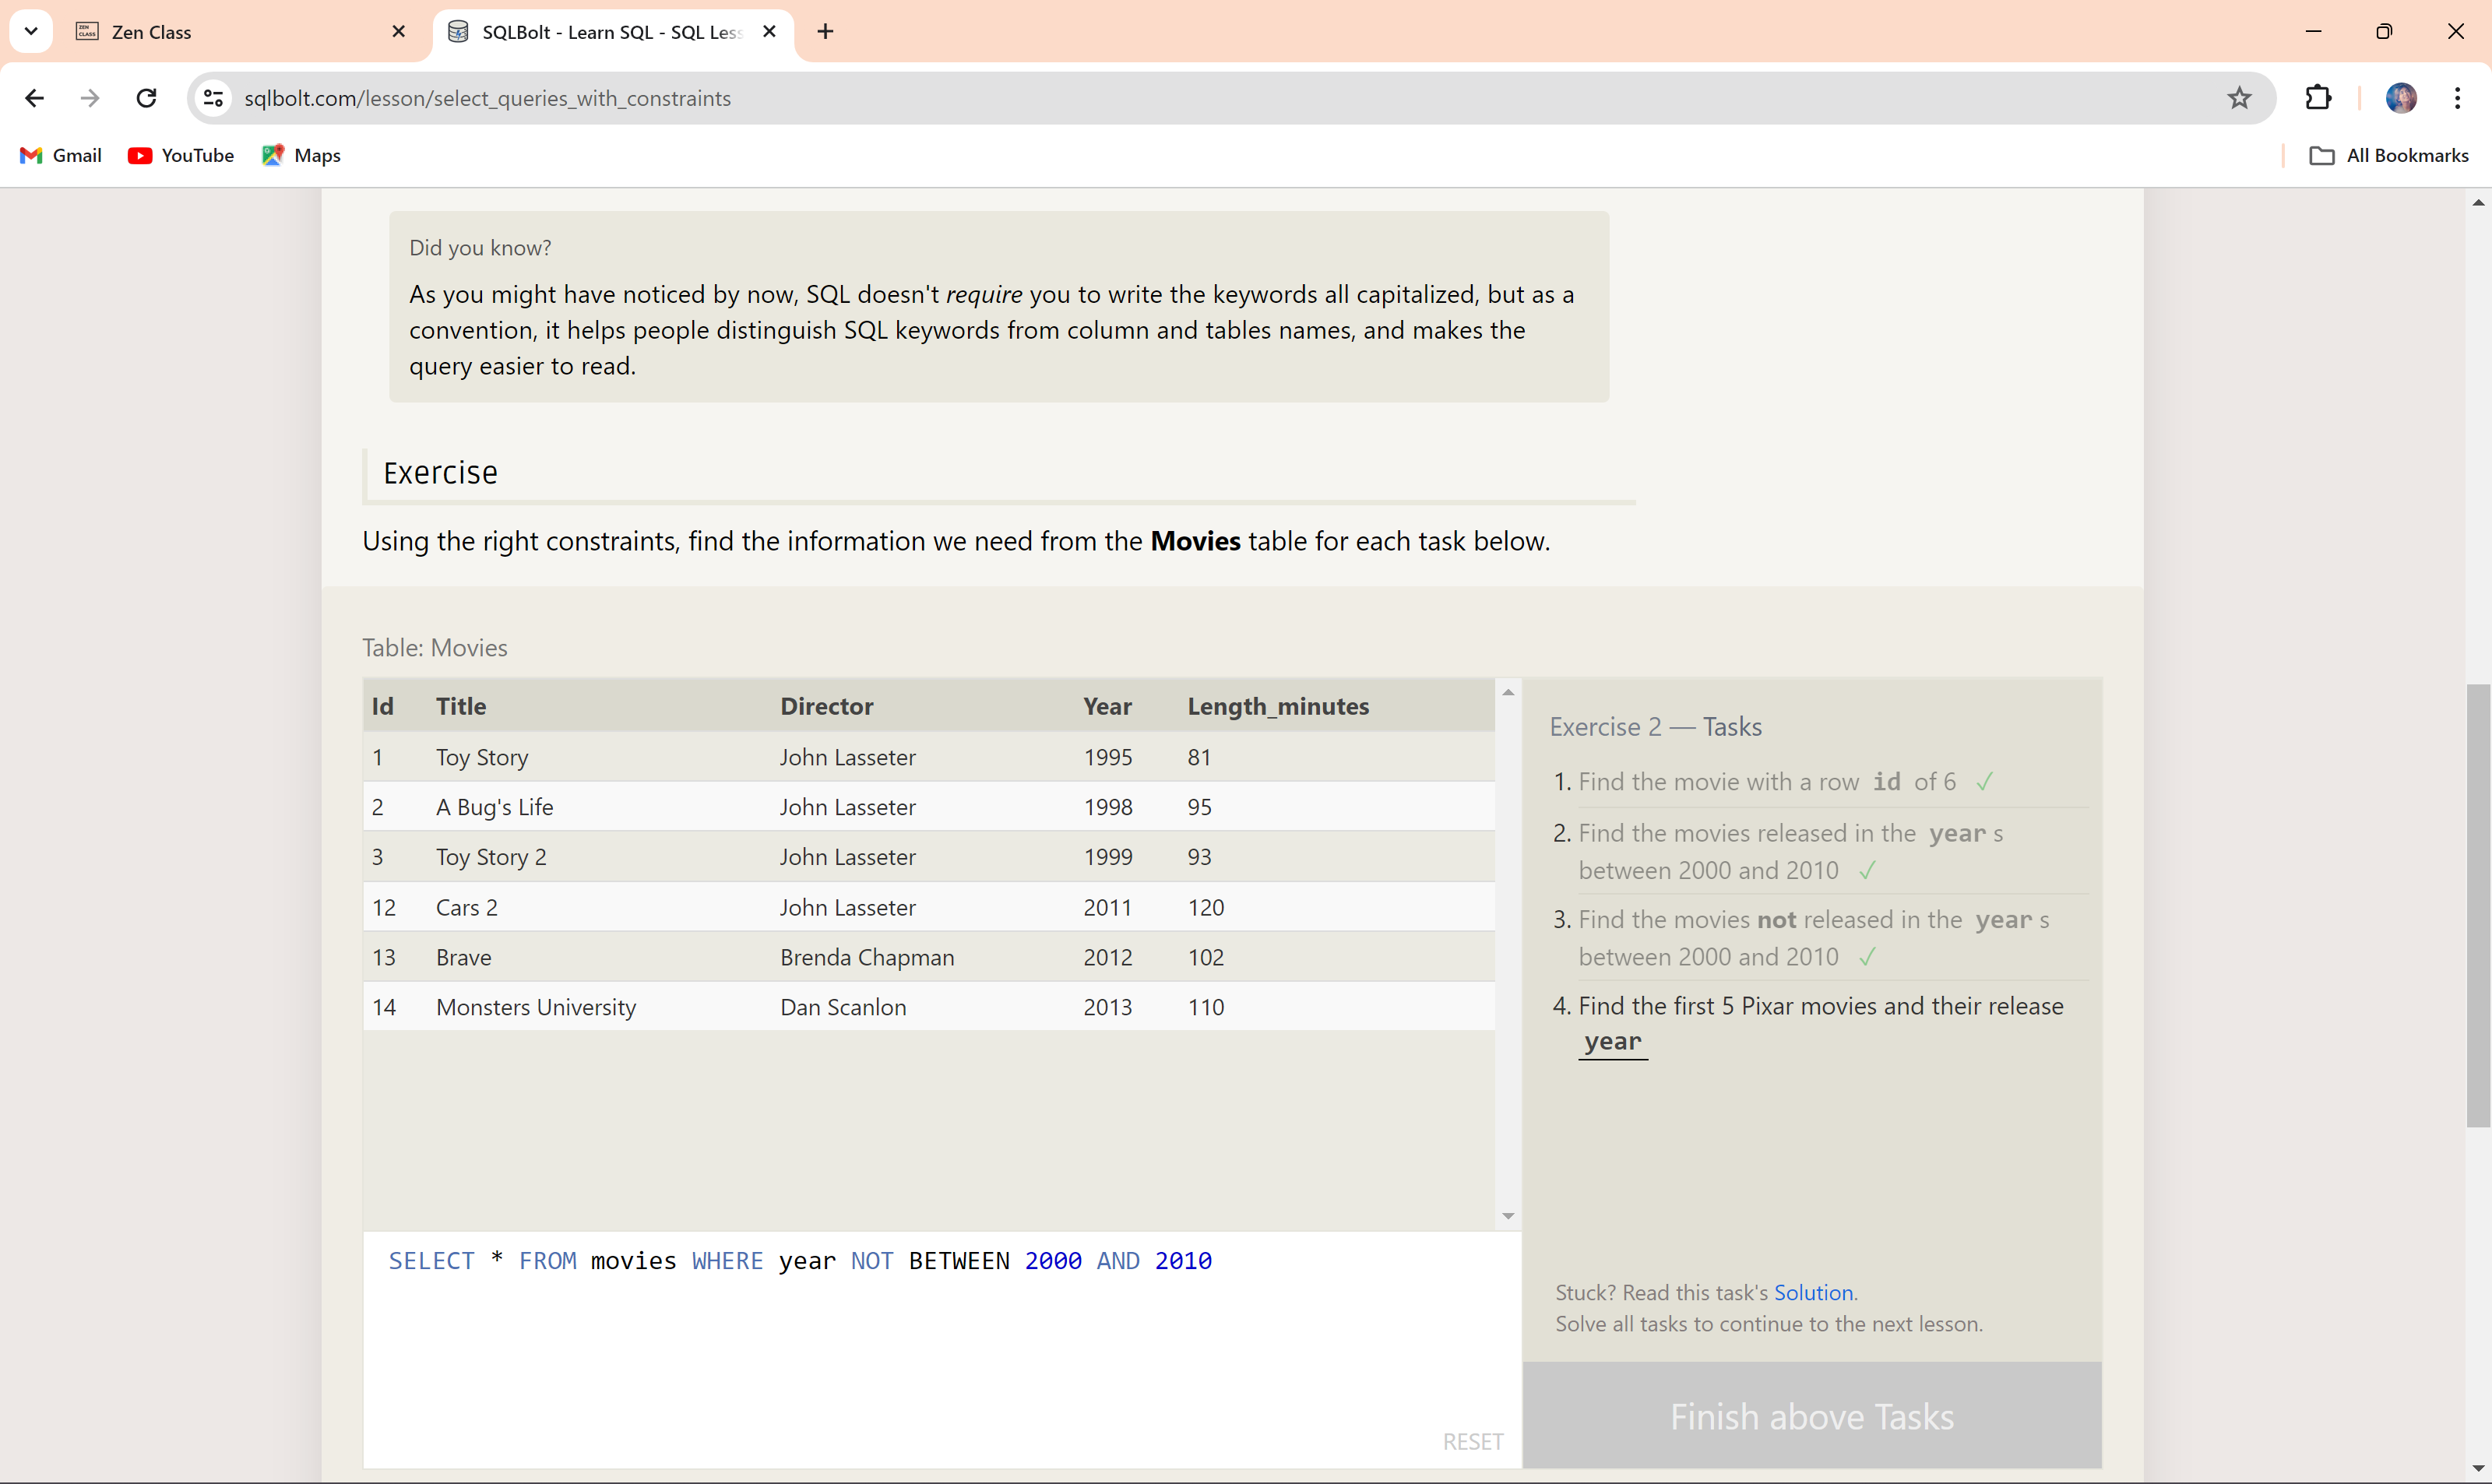 Zen Class
SQLBolt - Learn SQL - SQL Les
sqlbolt.com/lesson/select_queries_with_constraints
Gmail
YouTube
Maps
All Bookmarks
Did you know?
As you might have noticed by now, SQL doesn't require you to write the keywords all capitalized, but as a
convention, it helps people distinguish SQL keywords from column and tables names, and makes the
query easier to read.
Exercise
Using the right constraints, find the information we need from the Movies table for each task below.
Table: Movies
Id Title Director Year Length_minutes
1 Toy Story John Lasseter 1995 81
2 A Bug's Life John Lasseter 1998 95
3 Toy Story 2 John Lasseter 1999 93
12 Cars 2 John Lasseter 2011 120
13 Brave Brenda Chapman 2012 102
14 Monsters University Dan Scanlon 2013 110
SELECT * FROM movies WHERE year NOT BETWEEN 2000 AND 2010
RESET
Exercise 2 — Tasks
1. Find the movie with a row id of 6 ✓
2. Find the movies released in the year s
between 2000 and 2010 ✓
3. Find the movies not released in the year s
between 2000 and 2010 ✓
4. Find the first 5 Pixar movies and their release
year
Stuck? Read this task's Solution.
Solve all tasks to continue to the next lesson.
Finish above Tasks